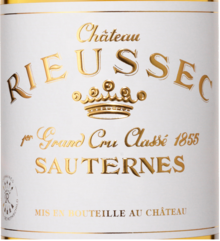 Château
RIEUSSEC
1er Grand Cru Classé 1855
SAUTERNES
MIS EN BOUTEILLE AU CHÂTEAU